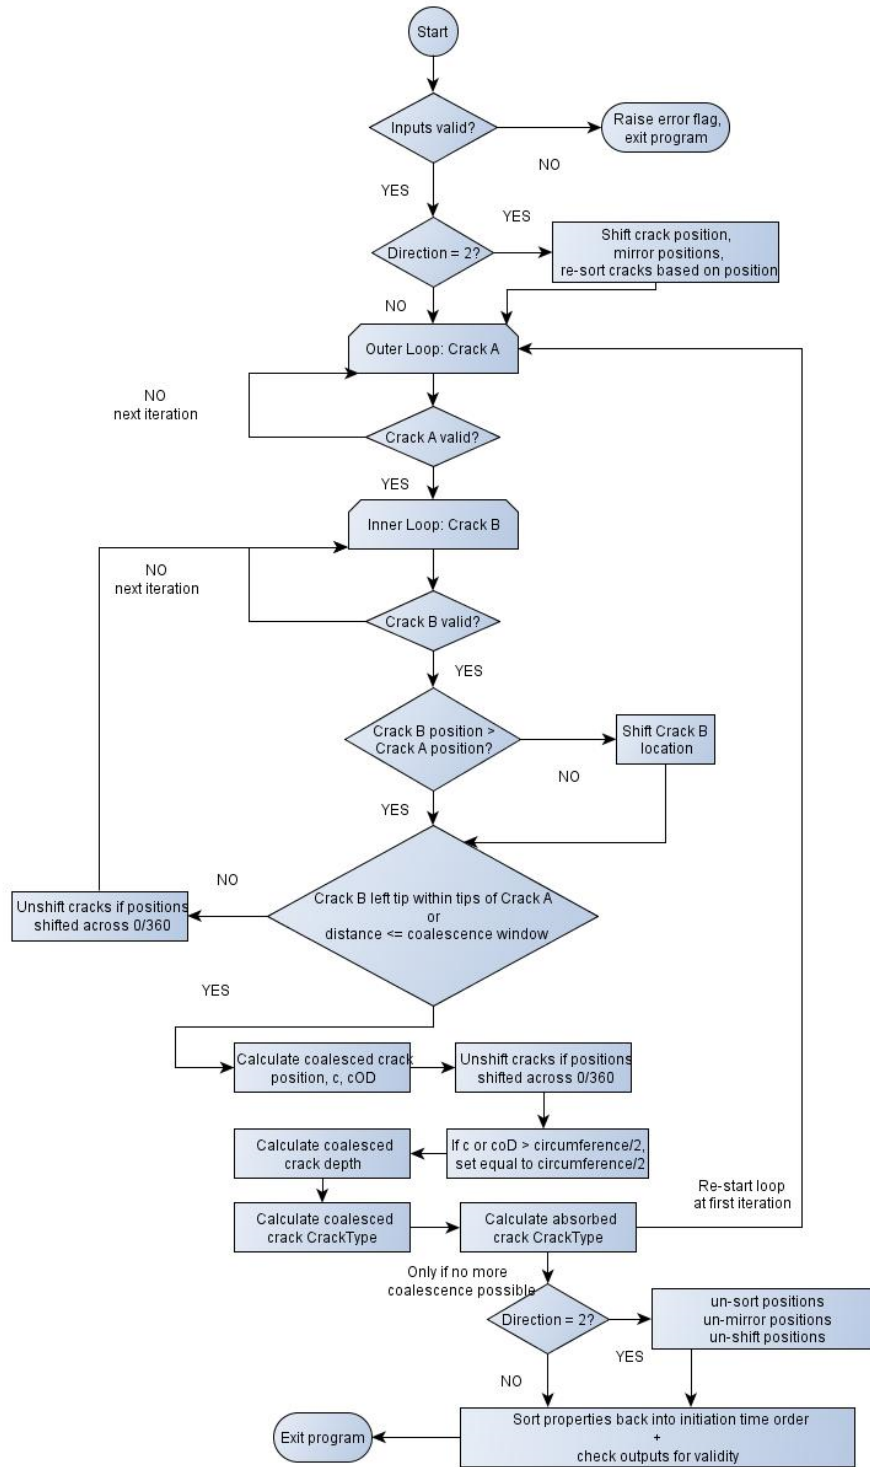 Start
Inputs valid?
Raise error flag,
exit program
NO
YES
YES
Direction = 2?
Shift crack position,
mirror positions,
re-sort cracks based on position
NO
Outer Loop: Crack A
NO
next iteration
Crack A valid?
YES
Inner Loop: Crack B
NO
next iteration
Crack B valid?
YES
Crack B position >
Crack A position?
Shift Crack B
location
NO
YES
NO
Crack B left tip within tips of Crack A
or
distance <= coalescence window
Unshift cracks if positions
shifted across 0/360
YES
Calculate coalesced crack
position, c, cOD
Unshift cracks if positions
shifted across 0/360
If c or coD > circumference/2,
set equal to circumference/2
Calculate coalesced
crack depth
Re-start loop
at first iteration
Calculate coalesced
crack CrackType
Calculate absorbed
crack CrackType
Only if no more
coalescence possible
Direction = 2?
un-sort positions
un-mirror positions
un-shift positions
YES
NO
Sort properties back into initiation time order
+
check outputs for validity
Exit program